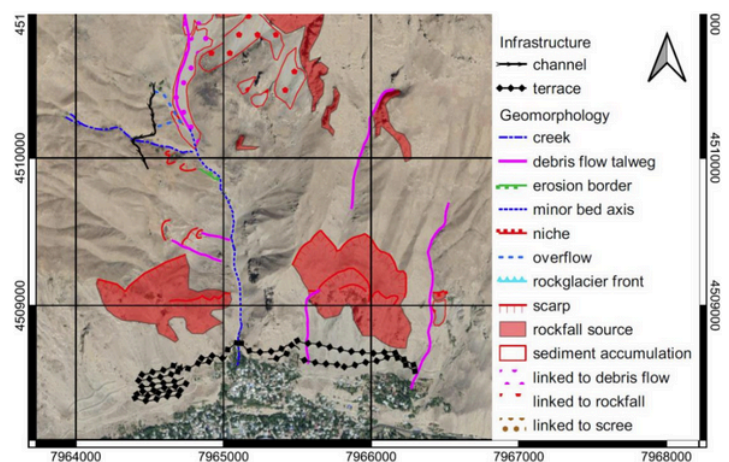 451
000
Infrastructure
channel
terrace
Geomorphology
creek
debris flow talweg
erosion border
minor bed axis
niche
overflow
rockglacier front
scarp
rockfall source
sediment accumulation
linked to debris flow
linked to rockfall
linked to scree
4510000
4510000
4509000
4509000
7964000
7965000
7966000
7967000
7968000